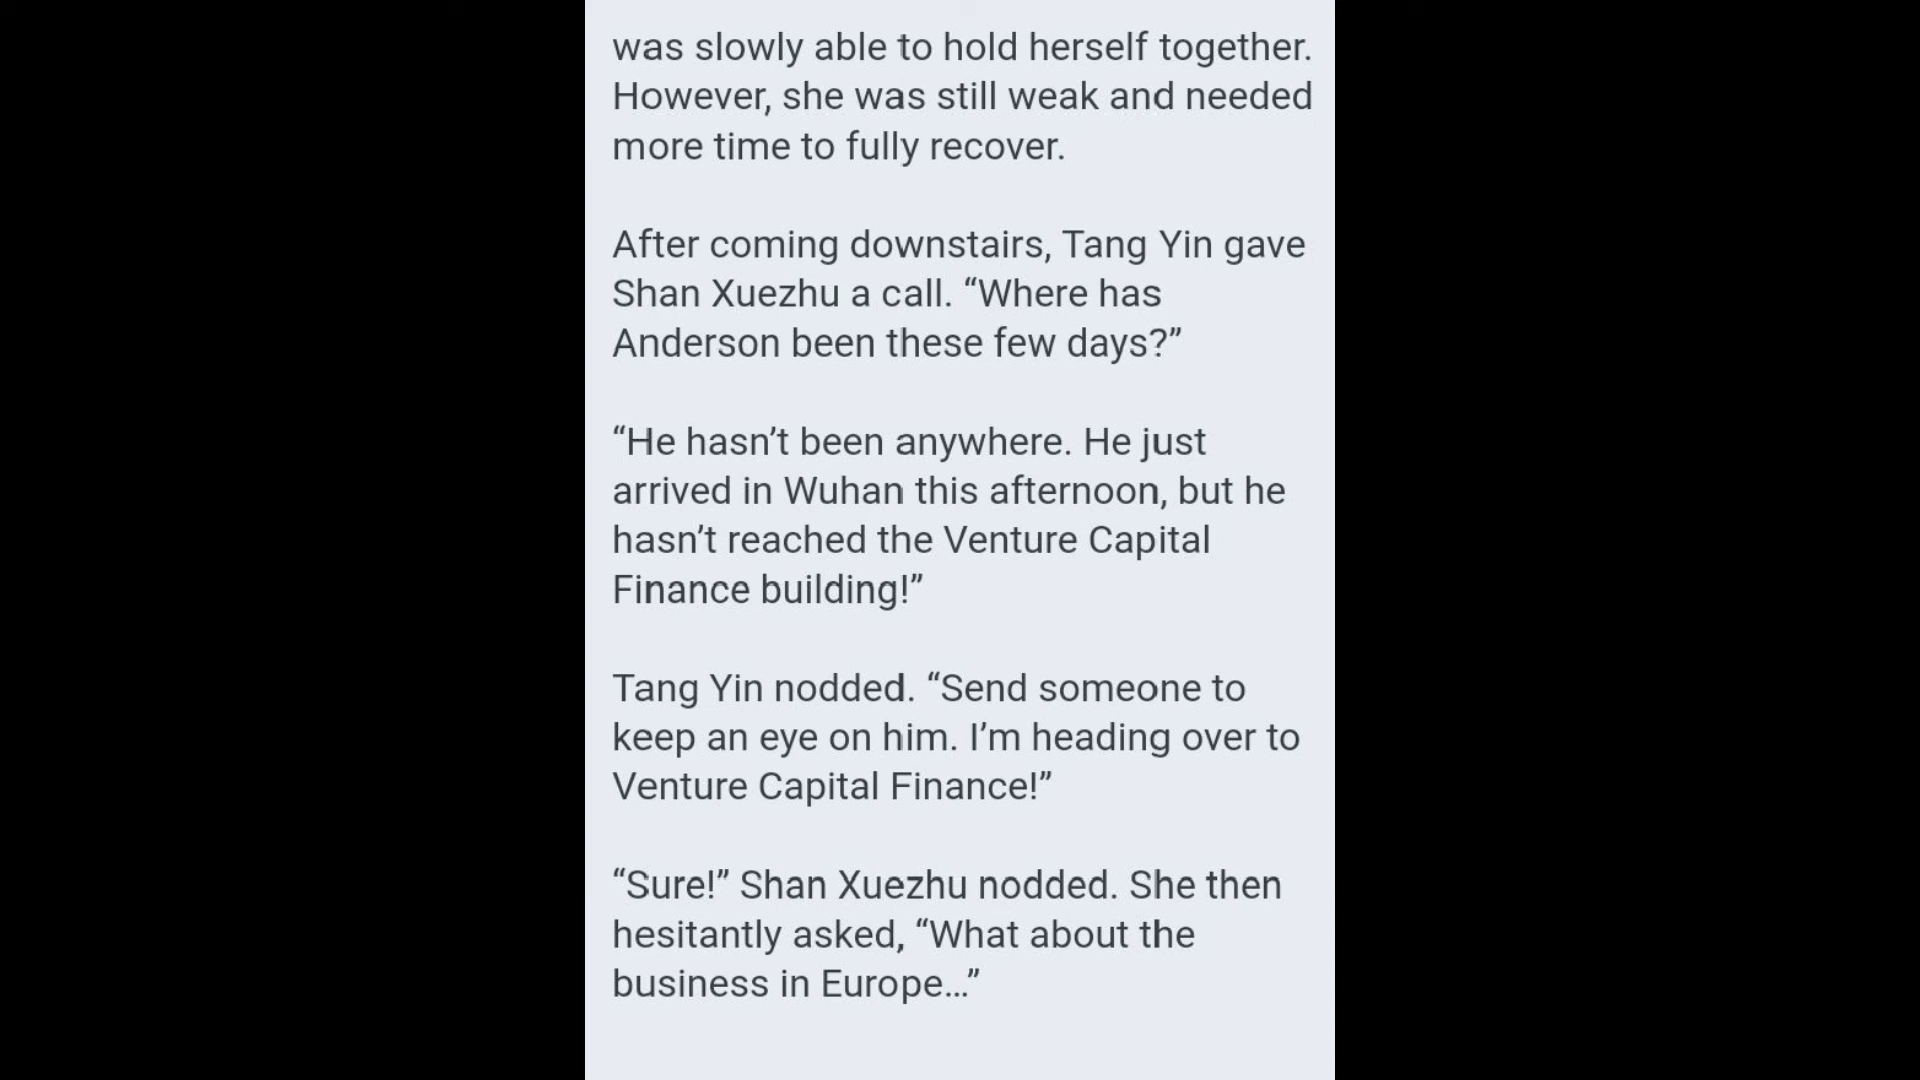 was slowly able to hold herself together.
However, she was still weak and needed
more time to fully recover.
After coming downstairs, Tang Yin gave
Shan Xuezhu a call. “Where has
Anderson been these few days?”
“He hasn’t been anywhere. He just
arrived in Wuhan this afternoon, but he
hasn’t reached the Venture Capital
Finance building!”
Tang Yin nodded. “Send someone to
keep an eye on him. I’m heading over to
Venture Capital Finance!”
“Sure!” Shan Xuezhu nodded. She then
hesitantly asked, “What about the
business in Europe…”